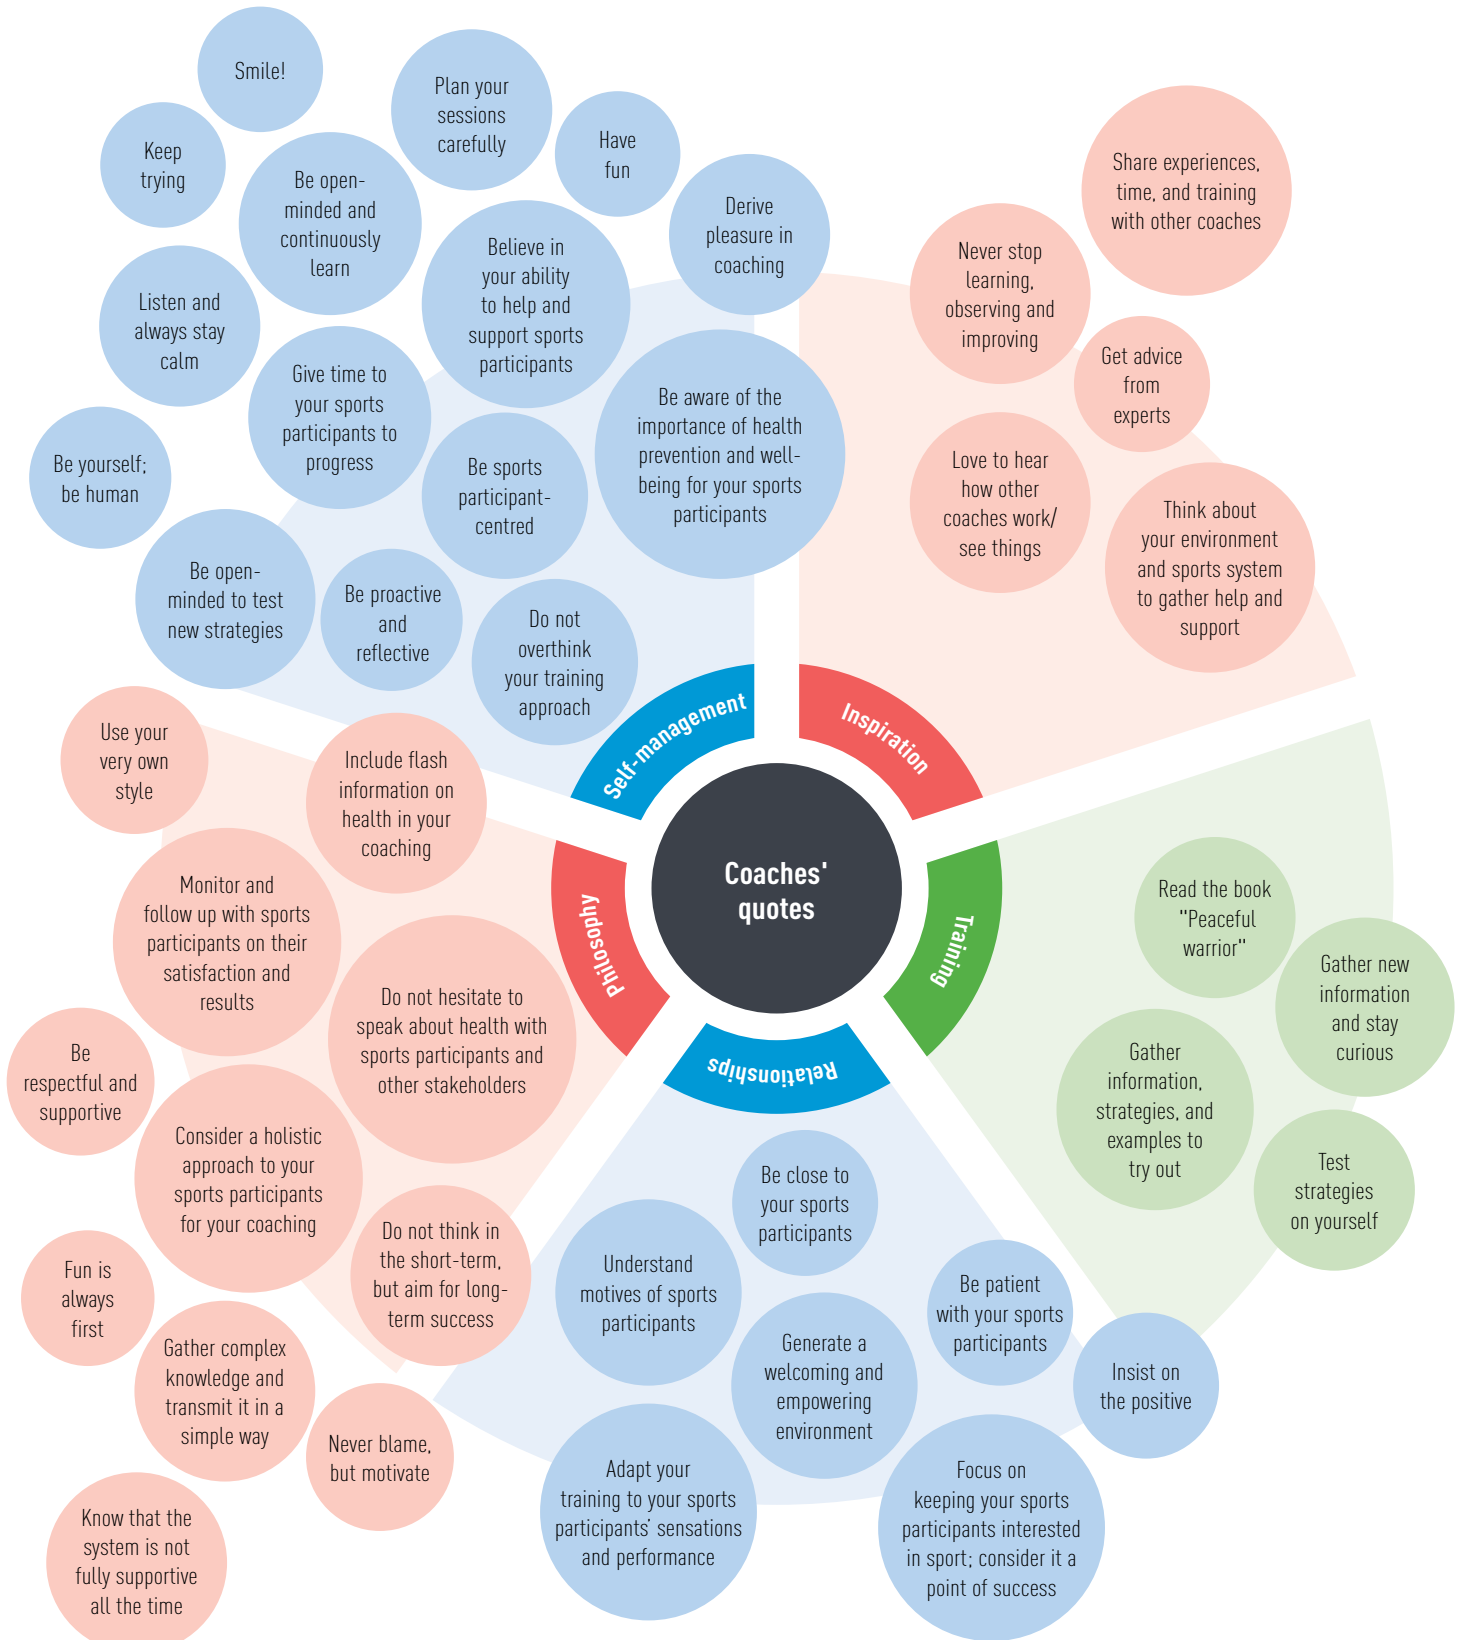 Smile!
Plan your
sessions
carefully
Have
fun
Keep
trying
Be open-
minded and
continuously
learn
Derive
pleasure in
coaching
Believe in
your ability
to help and
support sports
participants
Listen and
always stay
calm
Give time to
your sports
participants to
progress
Be aware of the
importance of health
prevention and well-
being for your sports
participants
Be yourself;
be human
Be sports
participant-
centred
Be open-
minded to test
new strategies
Be proactive
and
reflective
Do not
overthink
your training
approach
Self-management
Share experiences,
time, and training
with other coaches
Never stop
learning,
observing and
improving
Get advice
from
experts
Love to hear
how other
coaches work/
see things
Think about
your environment
and sports system
to gather help and
support
Inspiration
Coaches'
quotes
Training
Read the book
"Peaceful
warrior"
Gather new
information
and stay
curious
Gather
information,
strategies, and
examples to
try out
Test
strategies
on yourself
Relationships
Be close to
your sports
participants
Understand
motives of sports
participants
Be patient
with your sports
participants
Generate a
welcoming and
empowering
environment
Insist on
the positive
Adapt your
training to your sports
participants' sensations
and performance
Focus on
keeping your sports
participants interested
in sport; consider it a
point of success
Philosophy
Use your
very own
style
Include flash
information on
health in your
coaching
Monitor and
follow up with sports
participants on their
satisfaction and
results
Do not hesitate to
speak about health with
sports participants and
other stakeholders
Be
respectful and
supportive
Consider a holistic
approach to your
sports participants
for your coaching
Do not think in
the short-term,
but aim for long-
term success
Fun is
always
first
Gather complex
knowledge and
transmit it in a
simple way
Never blame,
but motivate
Know that the
system is not
fully supportive
all the time